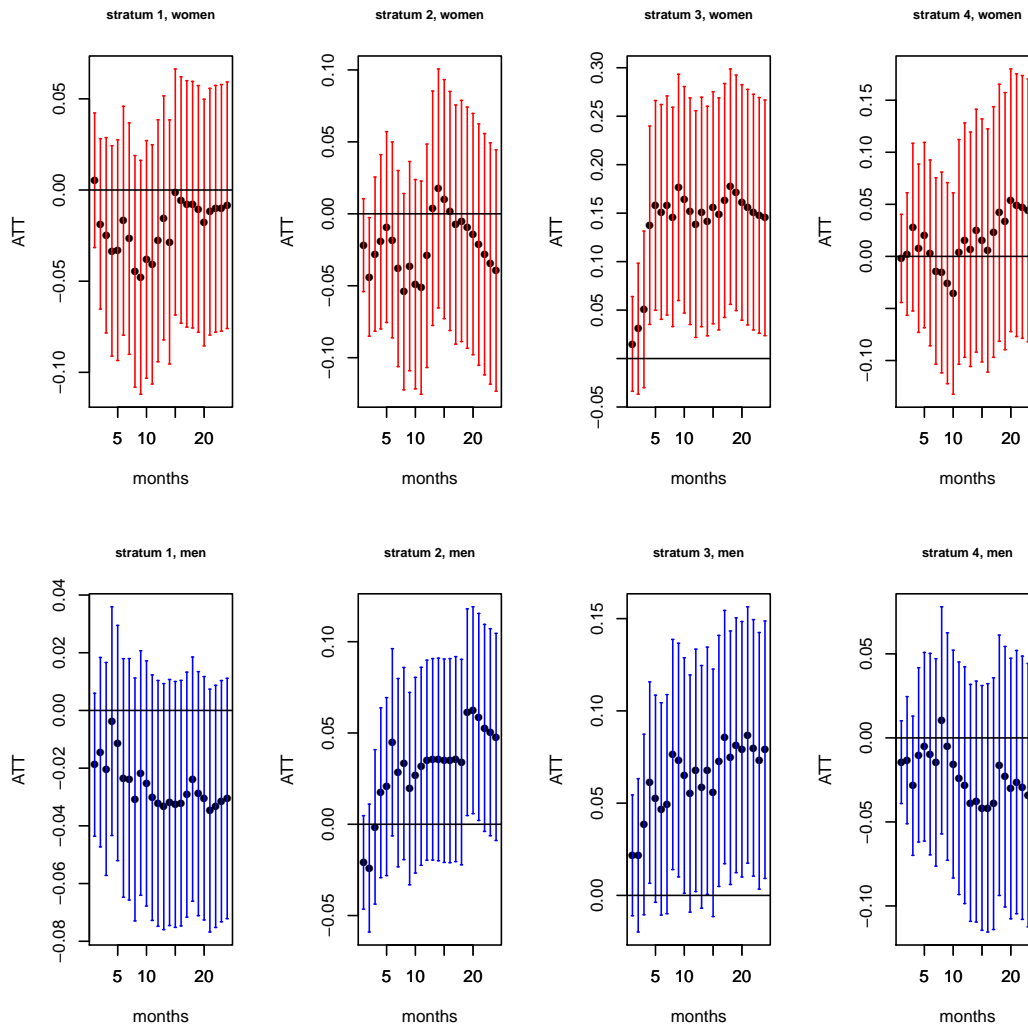 stratum 1, women
ATT
0.05
0.00
−0.05
−0.10
5 10 20
months
stratum 2, women
ATT
0.10
0.05
0.00
−0.05
−0.10
5 10 20
months
stratum 3, women
ATT
0.30
0.25
0.20
0.15
0.10
0.05
−0.05
5 10 20
months
stratum 4, women
ATT
0.15
0.10
0.05
0.00
−0.05
−0.10
5 10 20
months
stratum 1, men
ATT
0.04
0.02
0.00
−0.02
−0.04
−0.06
−0.08
5 10 20
months
stratum 2, men
ATT
0.10
0.05
0.00
−0.05
5 10 20
months
stratum 3, men
ATT
0.15
0.10
0.05
0.00
5 10 20
months
stratum 4, men
ATT
0.05
0.00
−0.05
−0.10
5 10 20
months